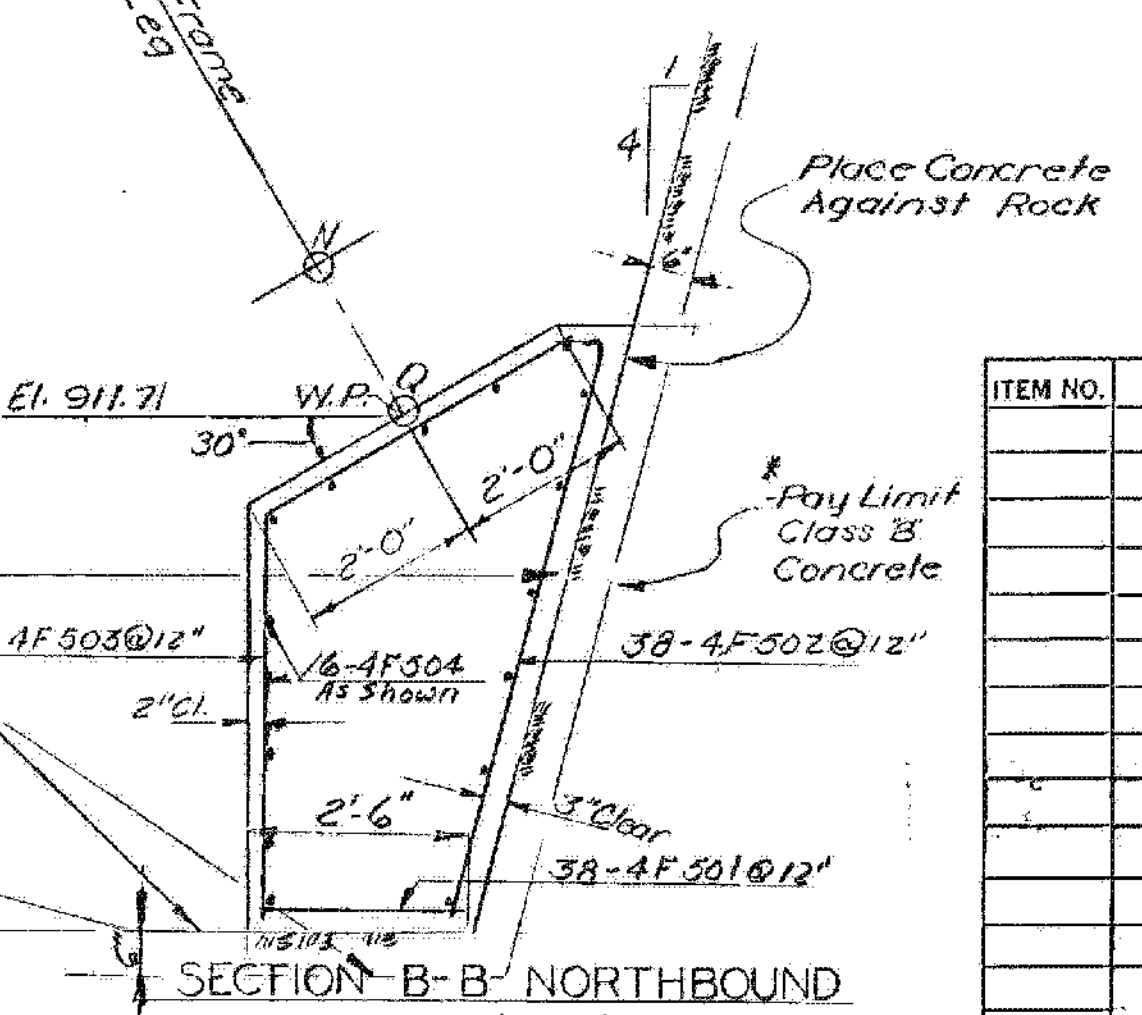 Frame
Leg
N
1
4
Place Concrete
Against Rock
6"
El. 911.71
W.P.
Q
30°
2'-0"
2'-0"
ITEM NO.
*
-Pay Limit
Class B
Concrete
4F503@12"
16-4F504
As Shown
38-4F502@12"
2"Cl.
2'-6"
3"Clear
38-4F501@12"
SECTION B-B NORTHBOUND